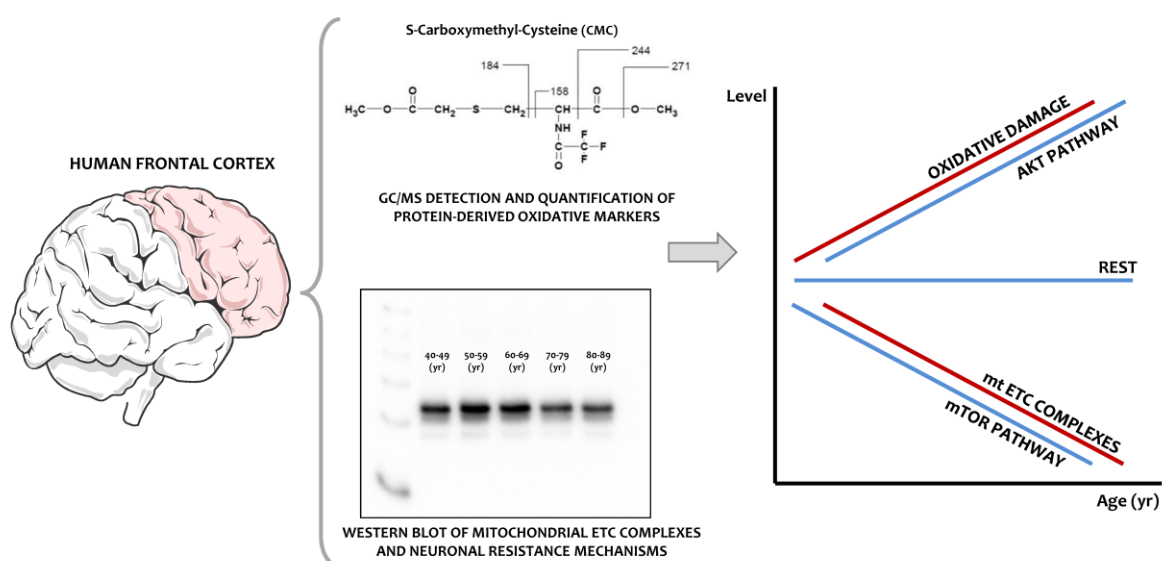 HUMAN FRONTAL CORTEX
S-Carboxymethyl-Cysteine (CMC)
244
184
271
158
O
H₃C—O—C—CH₂—S—CH₂—CH—C—O—CH₃
O
NH
F
C—C—F
O
F
GC/MS DETECTION AND QUANTIFICATION OF
PROTEIN-DERIVED OXIDATIVE MARKERS
40-49 50-59 60-69 70-79 80-89
(yr) (yr) (yr) (yr) (yr)
WESTERN BLOT OF MITOCHONDRIAL ETC COMPLEXES
AND NEURONAL RESISTANCE MECHANISMS
Level
OXIDATIVE DAMAGE
AKT PATHWAY
REST
mt ETC COMPLEXES
mTOR PATHWAY
Age (yr)